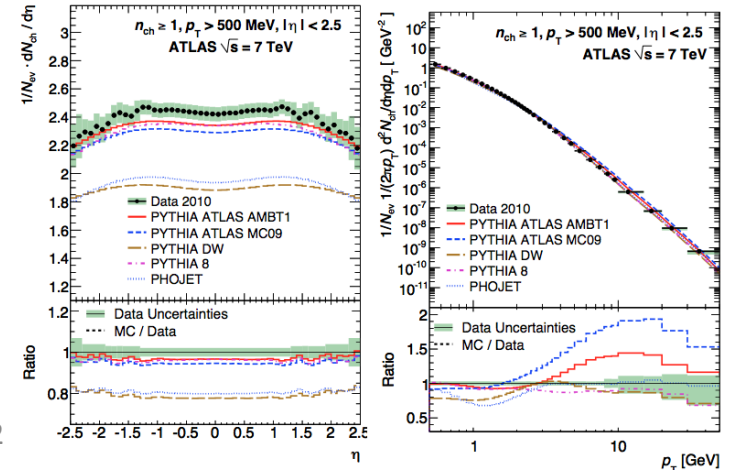 1/N_ev · dN_ch / dη
n_ch ≥ 1, p_T > 500 MeV, | η | < 2.5
ATLAS √s = 7 TeV
3
2.8
2.6
2.4
2.2
2
1.8
1.6
1.4
1.2
Data 2010
PYTHIA ATLAS AMBT1
PYTHIA ATLAS MC09
PYTHIA DW
PYTHIA 8
PHOJET
Ratio
1.2
1
0.8
Data Uncertainties
MC / Data
-2.5 -2 -1.5 -1 -0.5 0 0.5 1 1.5 2 2.5
η
2
1/N_ev 1/(2πp_T) d²N_ch/dηdp_T [ GeV⁻² ]
n_ch ≥ 1, p_T > 500 MeV, | η | < 2.5
ATLAS √s = 7 TeV
10
1
10⁻¹
10⁻²
10⁻³
10⁻⁴
10⁻⁵
10⁻⁶
10⁻⁷
10⁻⁸
10⁻⁹
10⁻¹⁰
10⁻¹¹
Data 2010
PYTHIA ATLAS AMBT1
PYTHIA ATLAS MC09
PYTHIA DW
PYTHIA 8
PHOJET
Ratio
2
1.5
1
0.5
Data Uncertainties
MC / Data
1 10
p_T [GeV]